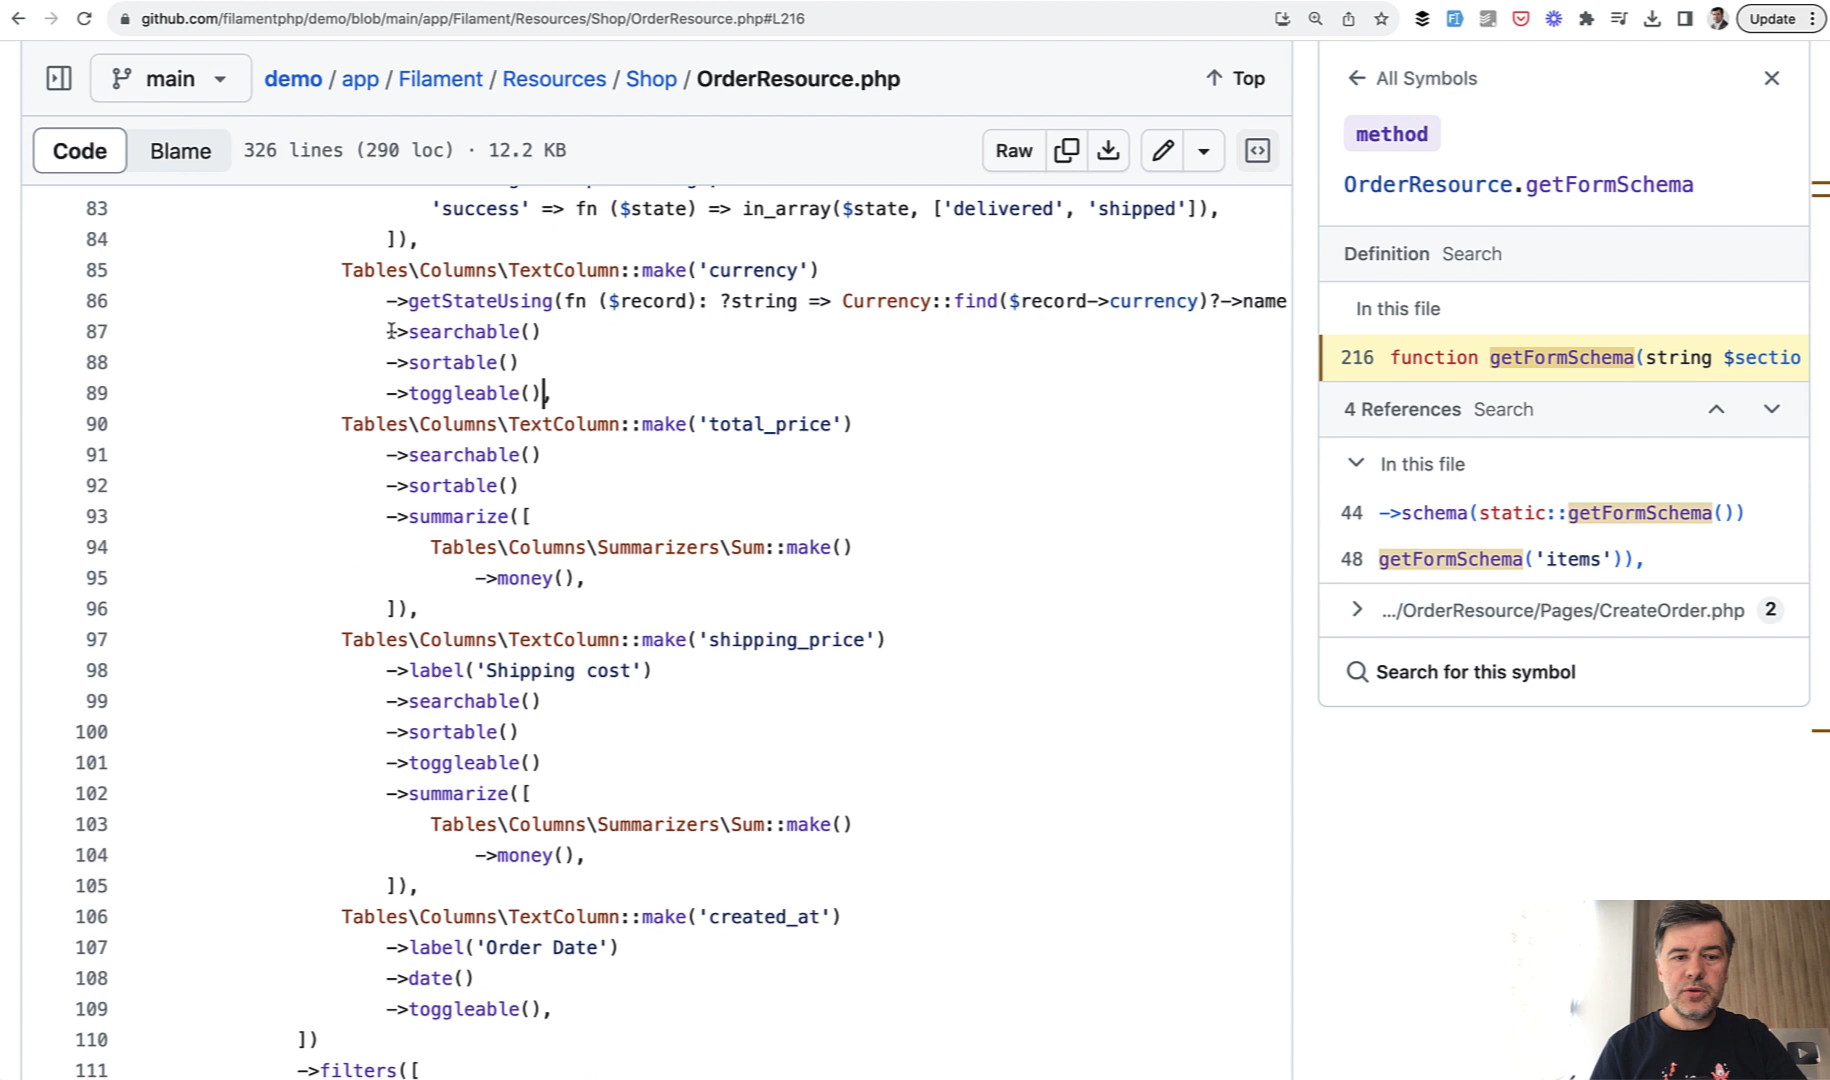 github.com/filamentphp/demo/blob/main/app/Filament/Resources/Shop/OrderResource.php#L216
Update
main
demo / app / Filament / Resources / Shop / OrderResource.php
Top
Code
Blame
326 lines (290 loc) · 12.2 KB
Raw
83 'success' => fn ($state) => in_array($state, ['delivered', 'shipped']),
84 ]),
85 Tables\Columns\TextColumn::make('currency')
86 ->getStateUsing(fn ($record): ?string => Currency::find($record->currency)?->name
87 ->searchable()
88 ->sortable()
89 ->toggleable(),
90 Tables\Columns\TextColumn::make('total_price')
91 ->searchable()
92 ->sortable()
93 ->summarize([
94 Tables\Columns\Summarizers\Sum::make()
95 ->money(),
96 ]),
97 Tables\Columns\TextColumn::make('shipping_price')
98 ->label('Shipping cost')
99 ->searchable()
100 ->sortable()
101 ->toggleable()
102 ->summarize([
103 Tables\Columns\Summarizers\Sum::make()
104 ->money(),
105 ]),
106 Tables\Columns\TextColumn::make('created_at')
107 ->label('Order Date')
108 ->date()
109 ->toggleable(),
110 ])
111 ->filters([
All Symbols
method
OrderResource.getFormSchema
Definition Search
In this file
216 function getFormSchema(string $sectio
4 References Search
In this file
44 ->schema(static::getFormSchema())
48 getFormSchema('items')),
.../OrderResource/Pages/CreateOrder.php 2
Search for this symbol